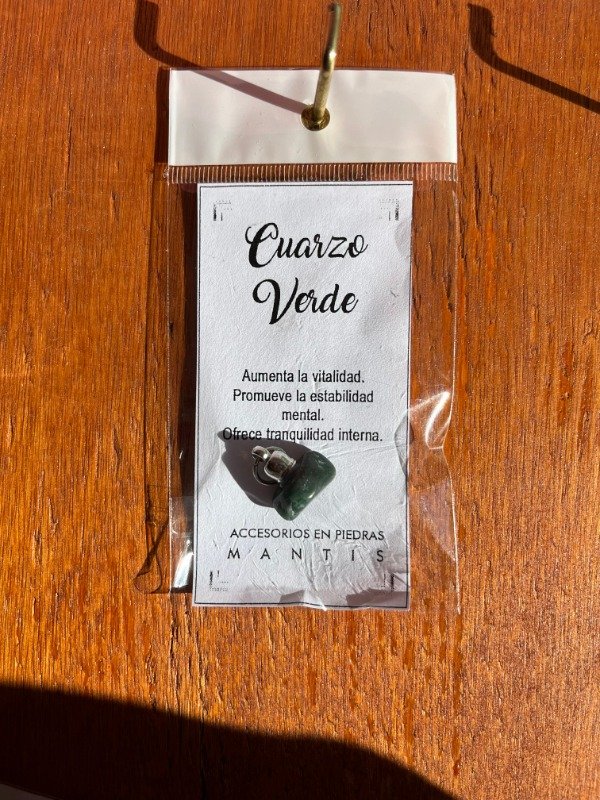 Cuarzo
Verde
Aumenta la vitalidad.
Promueve la estabilidad
mental.
Ofrece tranquilidad interna.
ACCESORIOS EN PIEDRAS
MANTIS